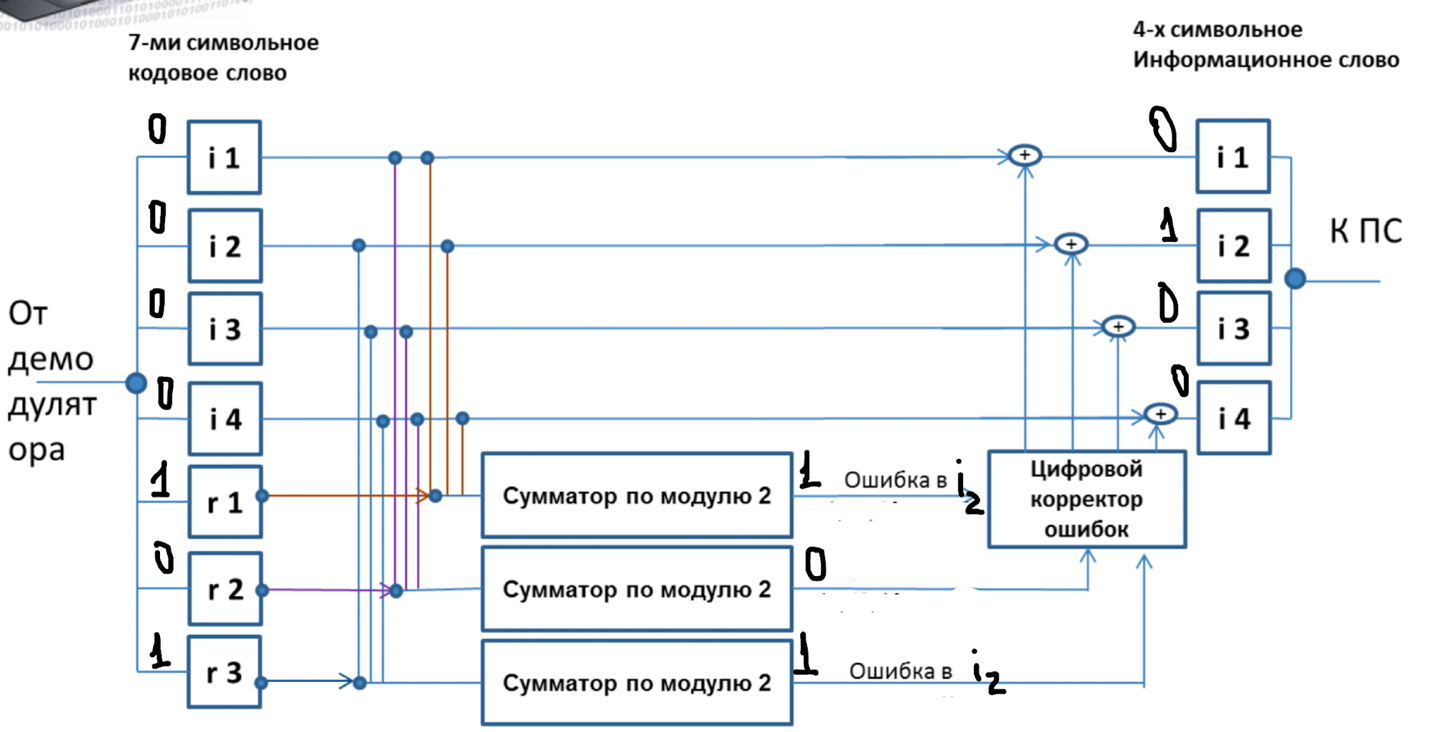 7-ми символьное
кодовое слово
4-х символьное
Информационное слово
0
i 1
0
i 1
0
i 2
1
i 2
К ПС
0
i 3
0
i 3
От
демо
дулят
ора
0
i 4
0
i 4
1
r 1
Сумматор по модулю 2
1
Ошибка в i2
Цифровой
корректор
ошибок
0
r 2
Сумматор по модулю 2
0
1
r 3
Сумматор по модулю 2
1
Ошибка в i2
+
+
+
+